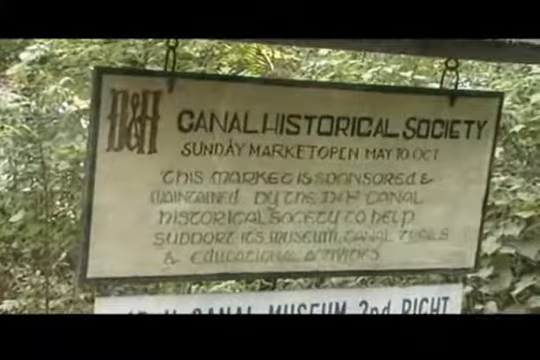 D&H CANAL HISTORICAL SOCIETY
SUNDAY MARKET OPEN MAY TO OCT
THIS MARKET IS SPONSORED &
MAINTAINED BY THE D&H CANAL
HISTORICAL SOCIETY TO HELP
SUPPORT ITS MUSEUM, CANAL TRAILS
& EDUCATIONAL ACTIVITIES
CANAL MUSEUM 2nd RIGHT